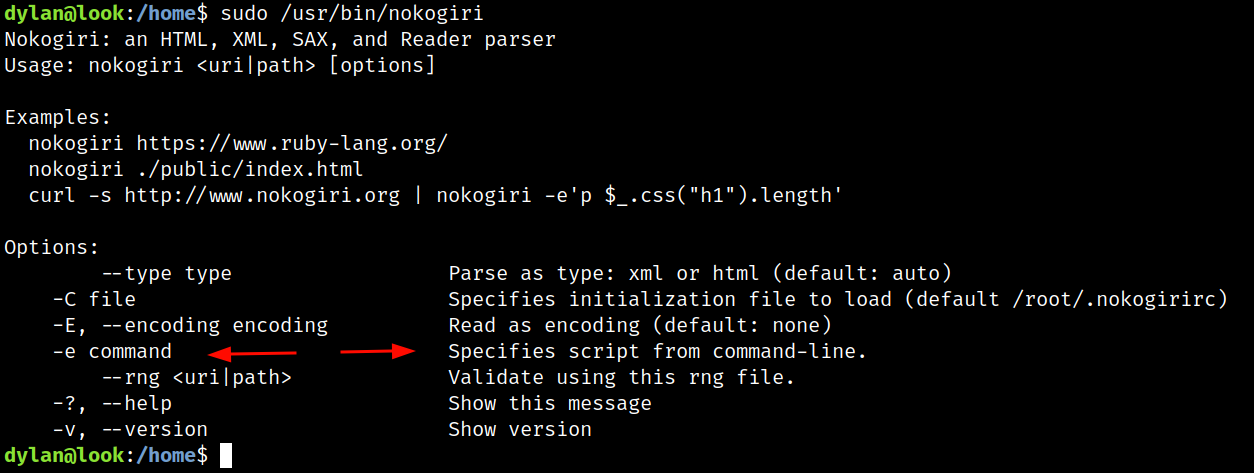 dylan@look:/home$ sudo /usr/bin/nokogiri
Nokogiri: an HTML, XML, SAX, and Reader parser
Usage: nokogiri <uri|path> [options]

Examples:
  nokogiri https://www.ruby-lang.org/
  nokogiri ./public/index.html
  curl -s http://www.nokogiri.org | nokogiri -e'p $_.css("h1").length'

Options:
        --type type                  Parse as type: xml or html (default: auto)
    -C file                          Specifies initialization file to load (default /root/.nokogirirc)
    -E, --encoding encoding          Read as encoding (default: none)
    -e command                       Specifies script from command-line.
        --rng <uri|path>             Validate using this rng file.
    -?, --help                       Show this message
    -v, --version                    Show version
dylan@look:/home$